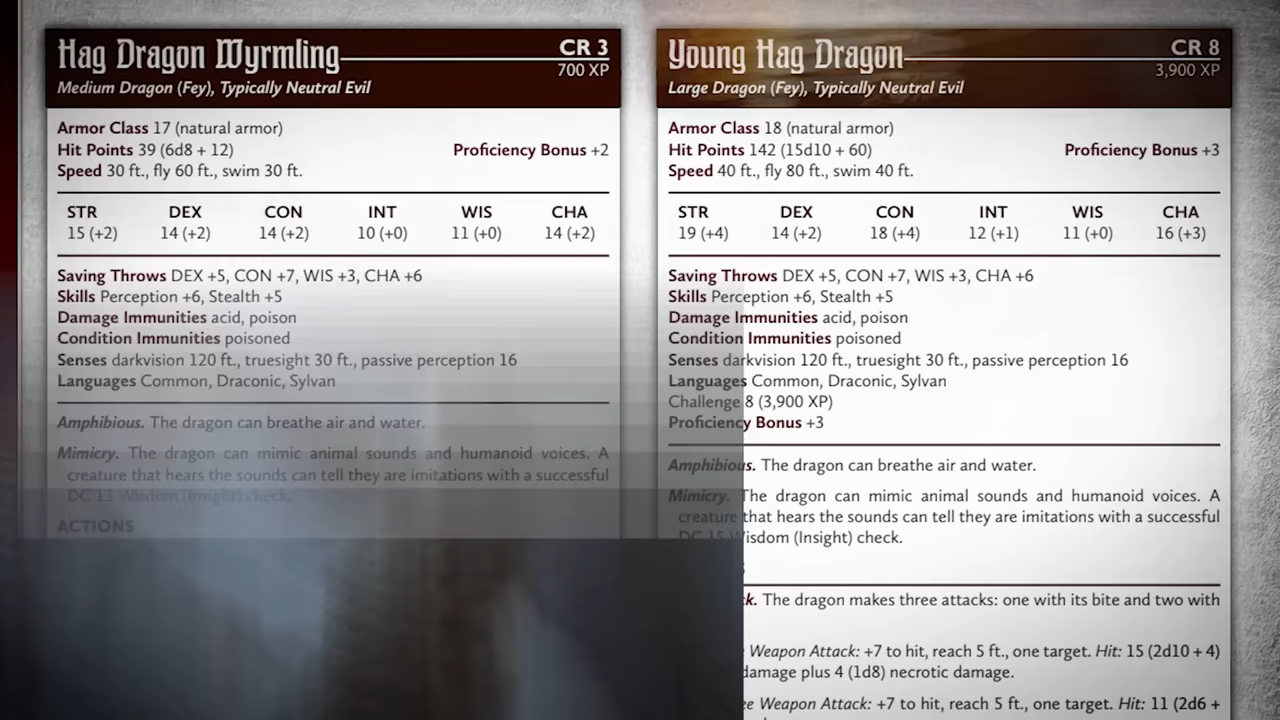 Hag Dragon Wyrmling
CR 3
700 XP
Medium Dragon (Fey), Typically Neutral Evil
Armor Class 17 (natural armor)
Hit Points 39 (6d8 + 12)
Proficiency Bonus +2
Speed 30 ft., fly 60 ft., swim 30 ft.
STR DEX CON INT WIS CHA
15 (+2) 14 (+2) 14 (+2) 10 (+0) 11 (+0) 14 (+2)
Saving Throws DEX +5, CON +7, WIS +3, CHA +6
Skills Perception +6, Stealth +5
Damage Immunities acid, poison
Condition Immunities poisoned
Senses darkvision 120 ft., truesight 30 ft., passive perception 16
Languages Common, Draconic, Sylvan
Amphibious. The dragon can breathe air and water.
Mimicry. The dragon can mimic animal sounds and humanoid voices. A
creature that hears the sounds can tell they are imitations with a successful
DC 13 Wisdom (Insight) check.
ACTIONS
Young Hag Dragon
CR 8
3,900 XP
Large Dragon (Fey), Typically Neutral Evil
Armor Class 18 (natural armor)
Hit Points 142 (15d10 + 60)
Proficiency Bonus +3
Speed 40 ft., fly 80 ft., swim 40 ft.
STR DEX CON INT WIS CHA
19 (+4) 14 (+2) 18 (+4) 12 (+1) 11 (+0) 16 (+3)
Saving Throws DEX +5, CON +7, WIS +3, CHA +6
Skills Perception +6, Stealth +5
Damage Immunities acid, poison
Condition Immunities poisoned
Senses darkvision 120 ft., truesight 30 ft., passive perception 16
Languages Common, Draconic, Sylvan
Challenge 8 (3,900 XP)
Proficiency Bonus +3
Amphibious. The dragon can breathe air and water.
Mimicry. The dragon can mimic animal sounds and humanoid voices. A
creature that hears the sounds can tell they are imitations with a successful
DC 15 Wisdom (Insight) check.
The dragon makes three attacks: one with its bite and two with
Weapon Attack: +7 to hit, reach 5 ft., one target. Hit: 15 (2d10 + 4)
damage plus 4 (1d8) necrotic damage.
Weapon Attack: +7 to hit, reach 5 ft., one target. Hit: 11 (2d6 +